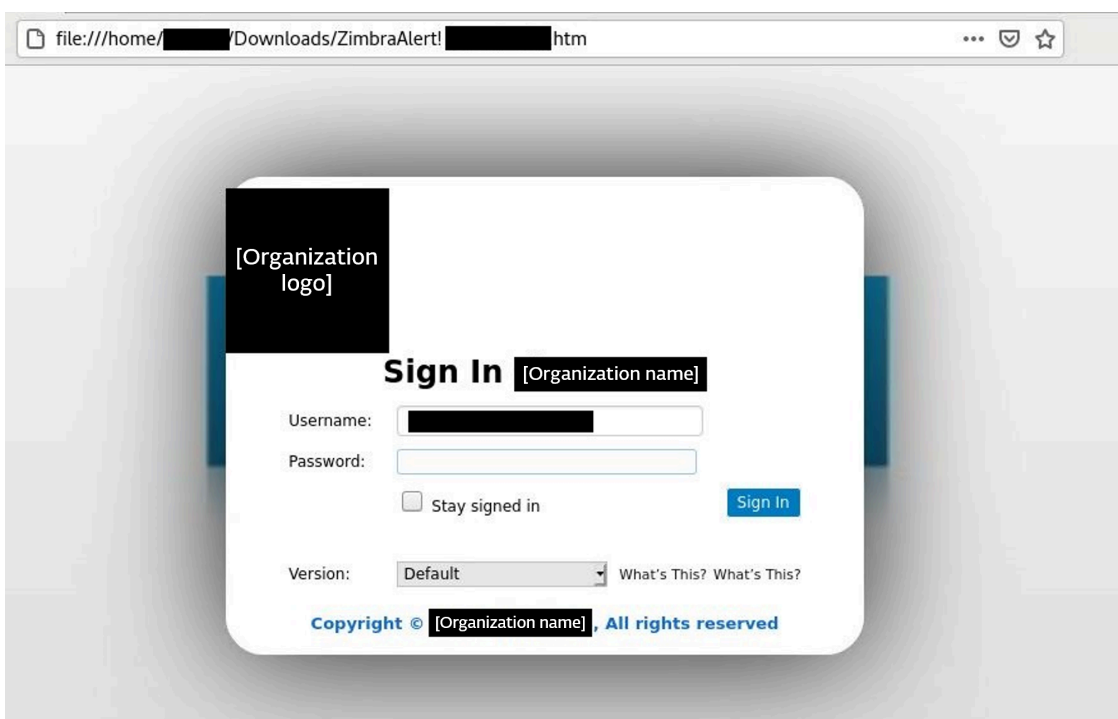 file:///home/ /Downloads/ZimbraAlert! htm
[Organization
logo]
Sign In [Organization name]
Username:
Password:
Stay signed in
Sign In
Version: Default What's This? What's This?
Copyright © [Organization name] , All rights reserved